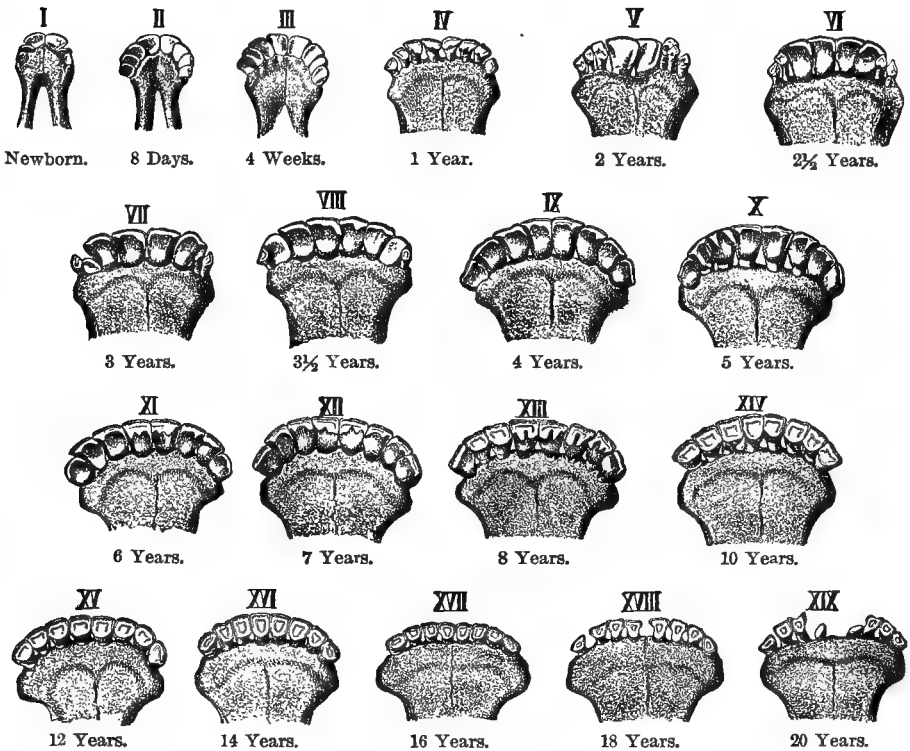 I II III IV V VI
Newborn. 8 Days. 4 Weeks. 1 Year. 2 Years. 2½ Years.
VII VIII IX X
3 Years. 3½ Years. 4 Years. 5 Years.
XI XII XIII XIV
6 Years. 7 Years. 8 Years. 10 Years.
XV XVI XVII XVIII XIX
12 Years. 14 Years. 16 Years. 18 Years. 20 Years.